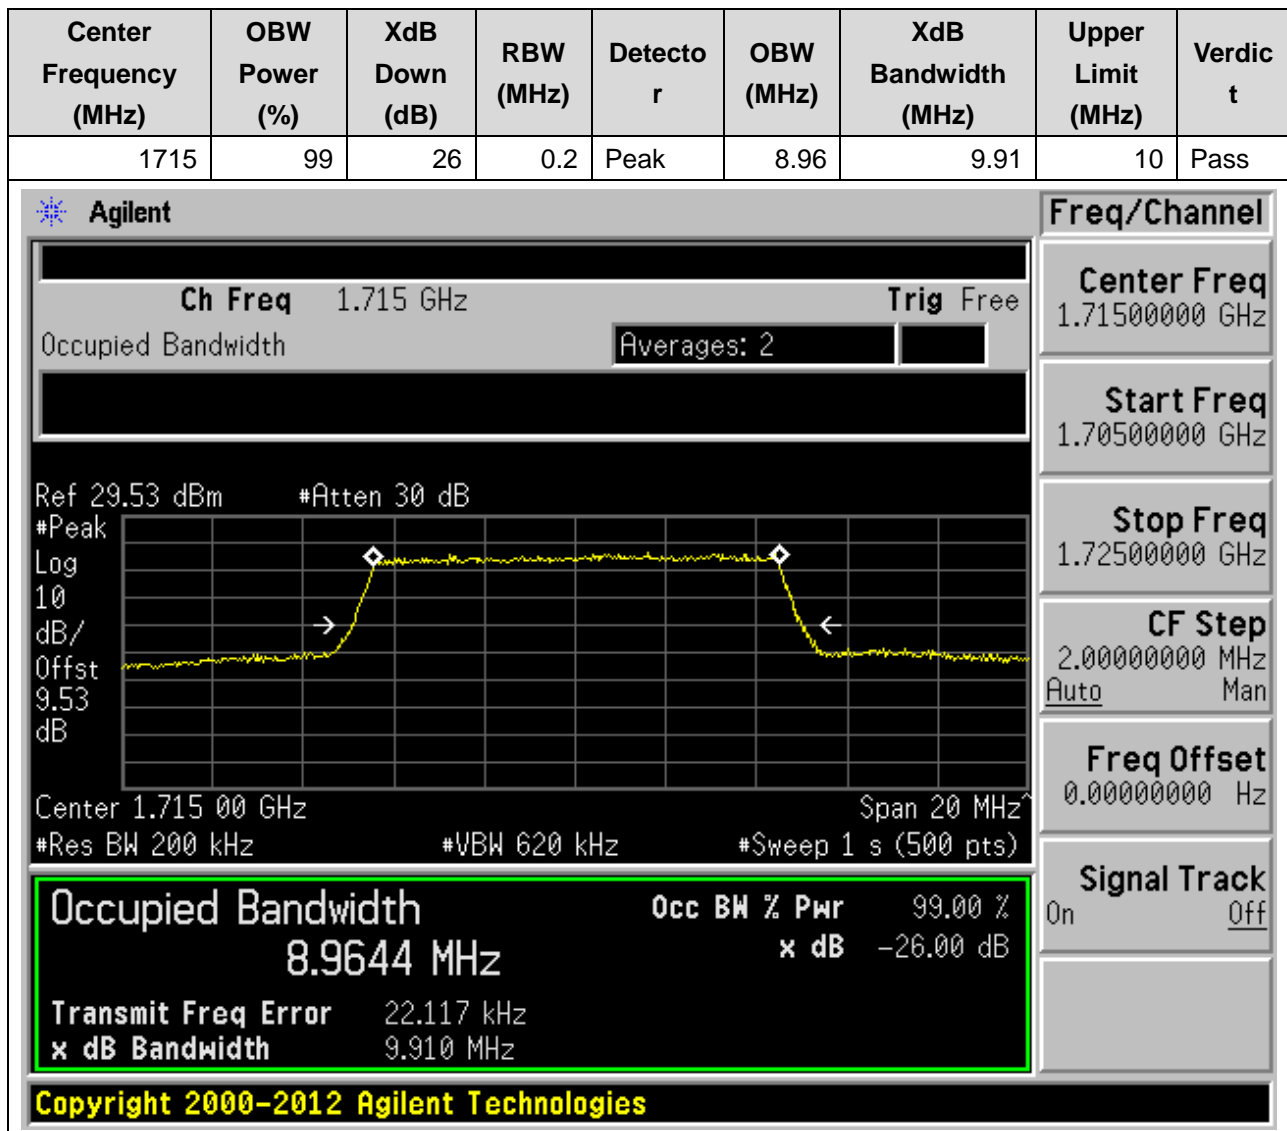 Center Frequency (MHz) OBW Power (%) XdB Down (dB) RBW (MHz) Detector OBW (MHz) XdB Bandwidth (MHz) Upper Limit (MHz) Verdict
1715 99 26 0.2 Peak 8.96 9.91 10 Pass
Agilent
Freq/Channel
Ch Freq 1.715 GHz Trig Free
Occupied Bandwidth Averages: 2
Center Freq
1.71500000 GHz
Start Freq
1.70500000 GHz
Stop Freq
1.72500000 GHz
CF Step
2.00000000 MHz
Auto Man
Freq Offset
0.00000000 Hz
Signal Track
On Off
Ref 29.53 dBm #Atten 30 dB
#Peak
Log
10
dB/
Offst
9.53
dB
Center 1.715 00 GHz Span 20 MHz^
#Res BW 200 kHz #VBW 620 kHz #Sweep 1 s (500 pts)
Occupied Bandwidth Occ BW % Pwr 99.00 %
8.9644 MHz x dB -26.00 dB
Transmit Freq Error 22.117 kHz
x dB Bandwidth 9.910 MHz
Copyright 2000-2012 Agilent Technologies